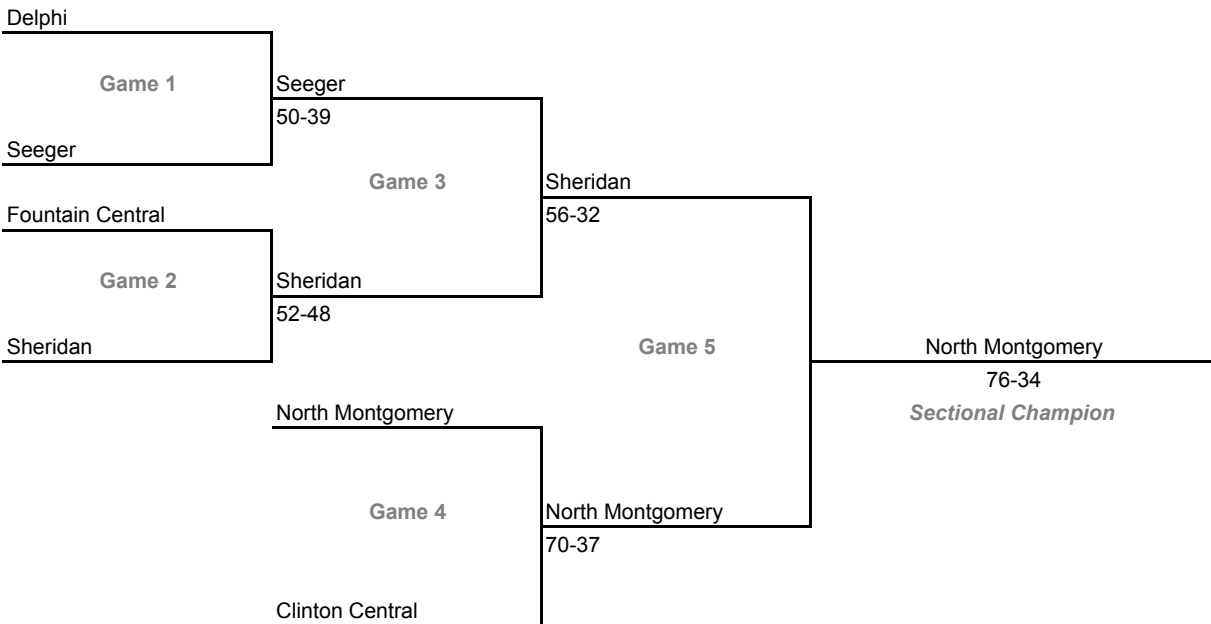 Delphi
Game 1
Seeger
50-39
Seeger
Game 3
Sheridan
56-32
Fountain Central
Game 2
Sheridan
52-48
Sheridan
Game 5
North Montgomery
76-34
Sectional Champion
North Montgomery
Game 4
North Montgomery
70-37
Clinton Central